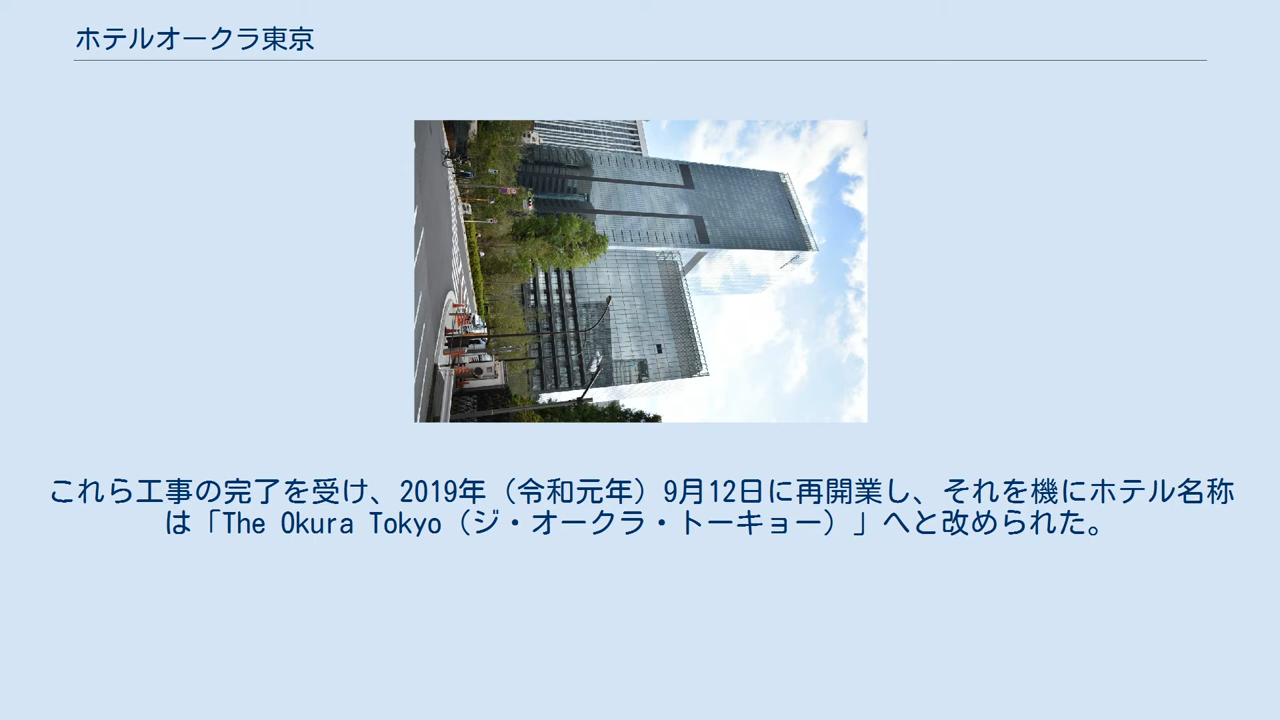 ホテルオークラ東京
これら工事の完了を受け、2019年（令和元年）9月12日に再開業し、それを機にホテル名称
は「The Okura Tokyo（ジ・オークラ・トーキョー）」へと改められた。